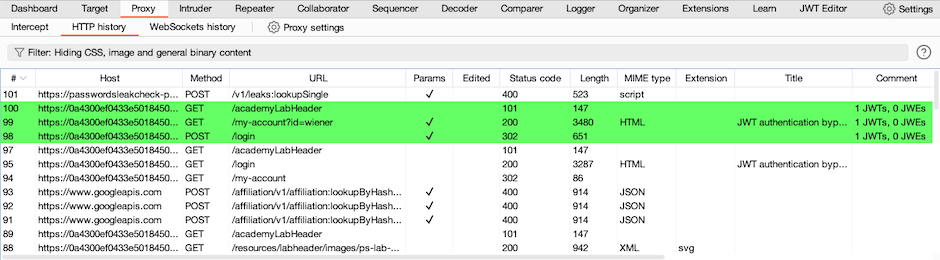 Dashboard Target Proxy Intruder Repeater Collaborator Sequencer Decoder Comparer Logger Organizer Extensions Learn JWT Editor Settings
Intercept HTTP history WebSockets history Proxy settings
Filter: Hiding CSS, image and general binary content ?
# Host Method URL Params Edited Status code Length MIME type Extension Title Comment
101 https://passwordsleakcheck-p... POST /v1/leaks:lookupSingle ✓ 400 523 script
100 https://0a4300ef0433e5018450... GET /academyLabHeader 101 147 1 JWTs, 0 JWEs
99 https://0a4300ef0433e5018450... GET /my-account?id=wiener ✓ 200 3480 HTML JWT authentication byp... 1 JWTs, 0 JWEs
98 https://0a4300ef0433e5018450... POST /login ✓ 302 651 1 JWTs, 0 JWEs
97 https://0a4300ef0433e5018450... GET /academyLabHeader 101 147
95 https://0a4300ef0433e5018450... GET /login 200 3287 HTML JWT authentication byp...
94 https://0a4300ef0433e5018450... GET /my-account 302 86
93 https://www.googleapis.com POST /affiliation/v1/affiliation:lookupByHash... ✓ 400 914 JSON
92 https://www.googleapis.com POST /affiliation/v1/affiliation:lookupByHash... ✓ 400 914 JSON
91 https://www.googleapis.com POST /affiliation/v1/affiliation:lookupByHash... ✓ 400 914 JSON
89 https://0a4300ef0433e5018450... GET /academyLabHeader 101 147
88 https://0a4300ef0433e5018450... GET /resources/labheader/images/ps-lab-... 200 942 XML svg